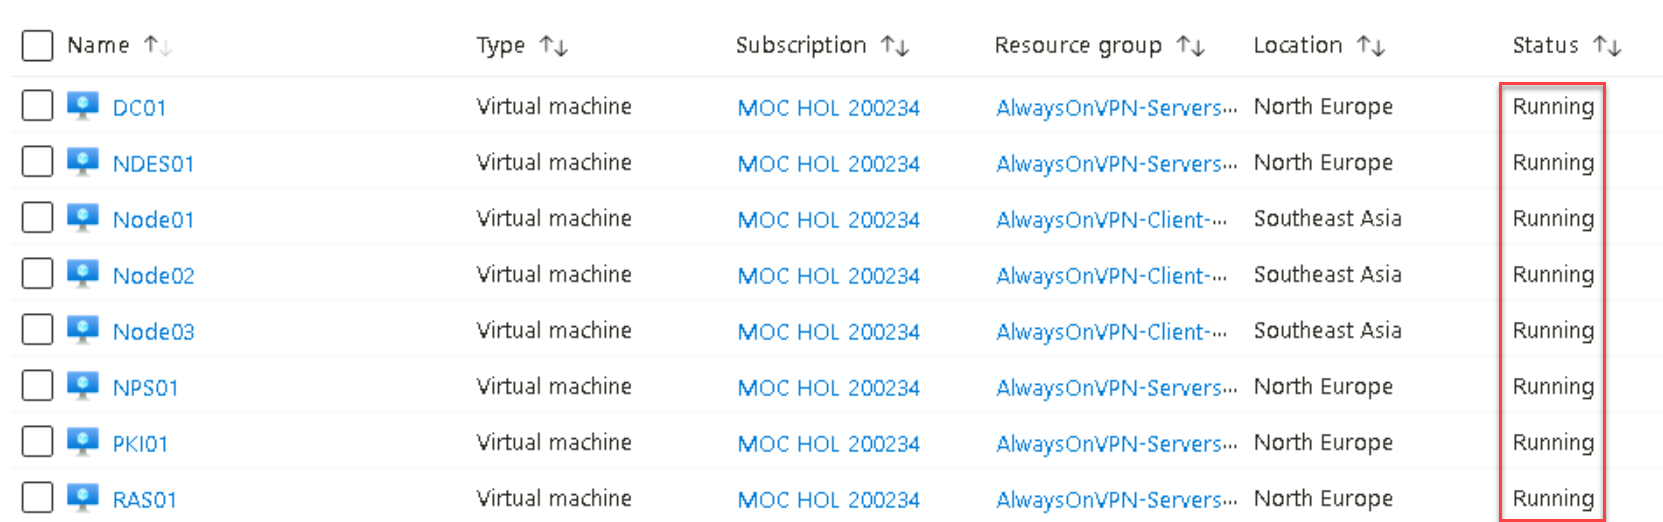 Name Type Subscription Resource group Location Status
DC01 Virtual machine MOC HOL 200234 AlwaysOnVPN-Servers··· North Europe Running
NDES01 Virtual machine MOC HOL 200234 AlwaysOnVPN-Servers··· North Europe Running
Node01 Virtual machine MOC HOL 200234 AlwaysOnVPN-Client-··· Southeast Asia Running
Node02 Virtual machine MOC HOL 200234 AlwaysOnVPN-Client-··· Southeast Asia Running
Node03 Virtual machine MOC HOL 200234 AlwaysOnVPN-Client-··· Southeast Asia Running
NPS01 Virtual machine MOC HOL 200234 AlwaysOnVPN-Servers··· North Europe Running
PKI01 Virtual machine MOC HOL 200234 AlwaysOnVPN-Servers··· North Europe Running
RAS01 Virtual machine MOC HOL 200234 AlwaysOnVPN-Servers··· North Europe Running